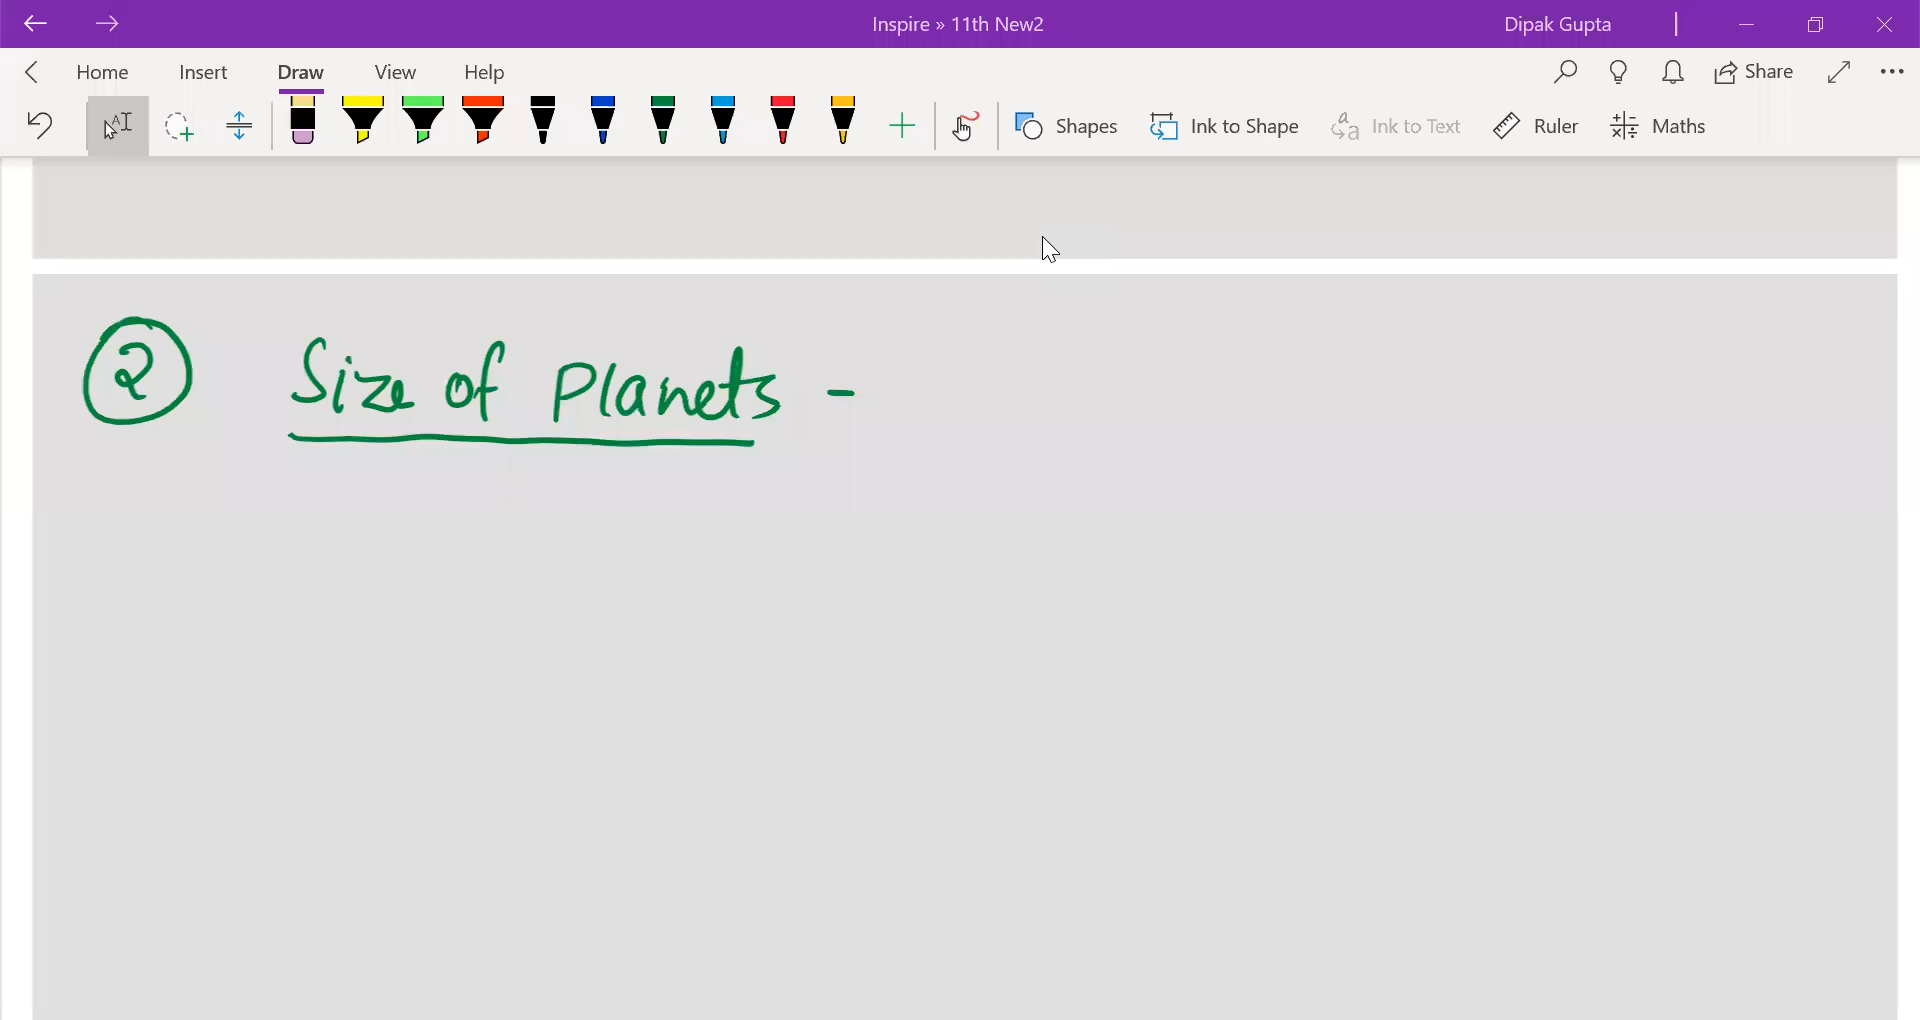 Inspire » 11th New2
Dipak Gupta
Home Insert Draw View Help
Share
Shapes Ink to Shape Ink to Text Ruler Maths
2 Size of Planets -